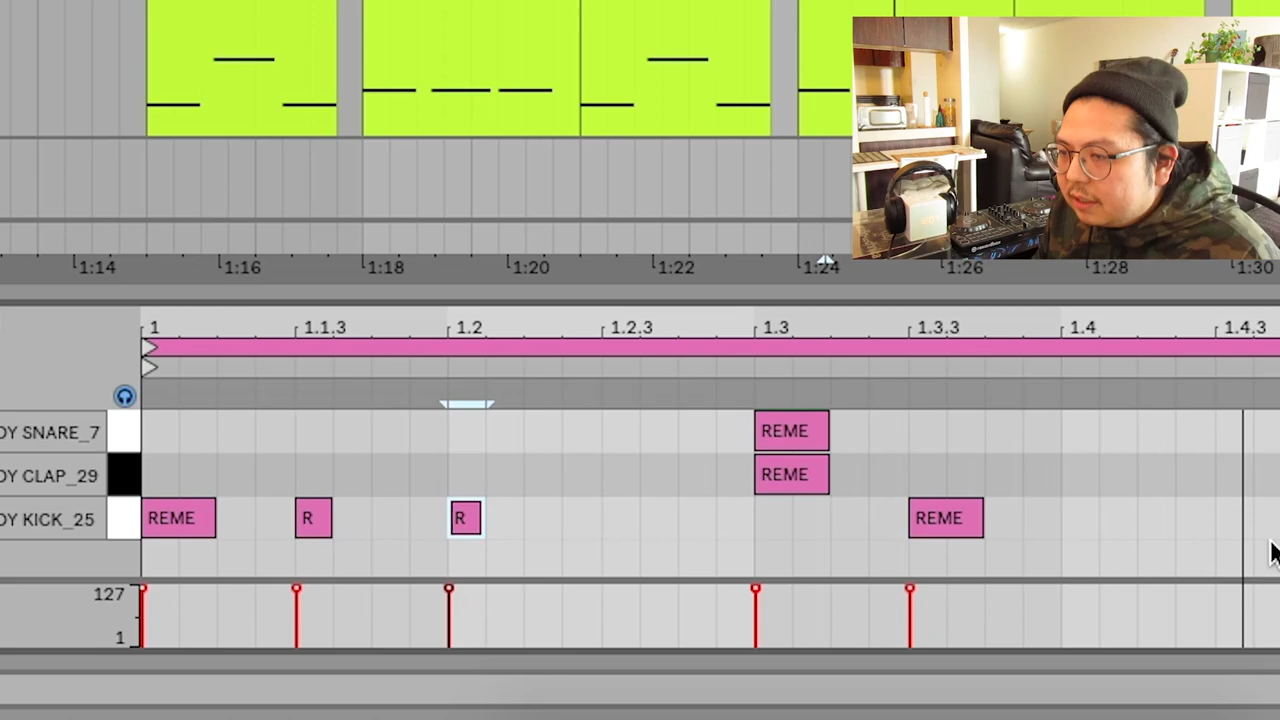 1:14 1:16 1:18 1:20 1:22 1:24 1:26 1:28 1:30
1 1.1.3 1.2 1.2.3 1.3 1.3.3 1.4 1.4.3
DY SNARE_7 REME
DY CLAP_29 REME
DY KICK_25 REME R R REME
127
1